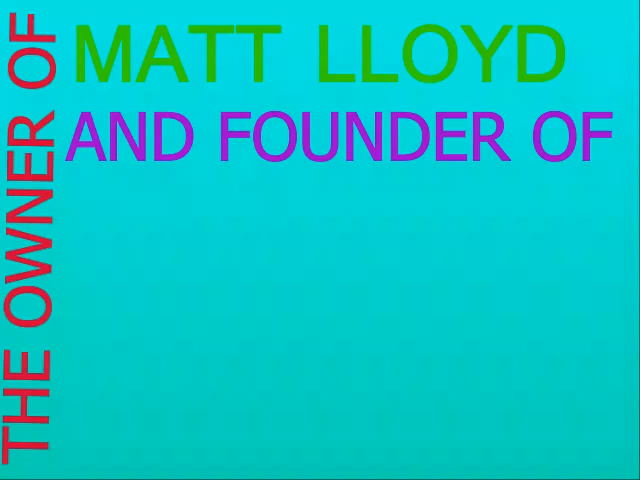 THE OWNER OF
MATT LLOYD
AND FOUNDER OF